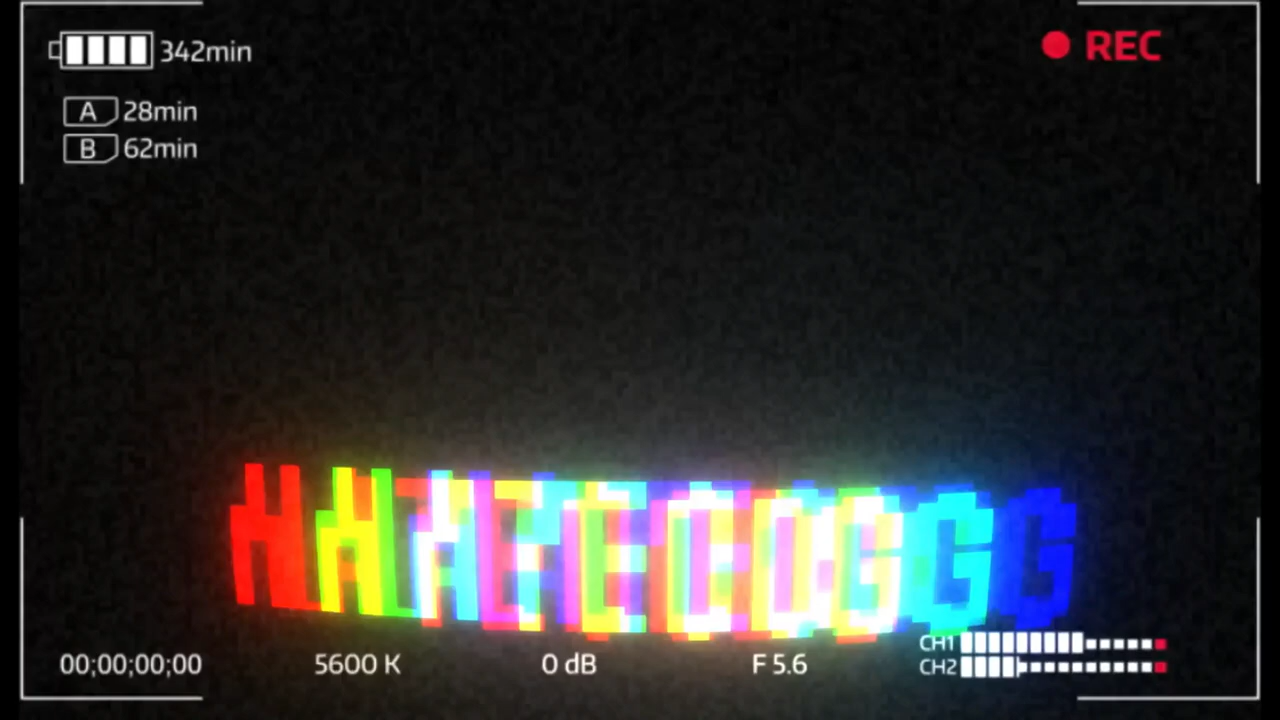 342min
REC
A 28min
B 62min
00;00;00;00
5600 K
0 dB
F 5.6
CH1
CH2